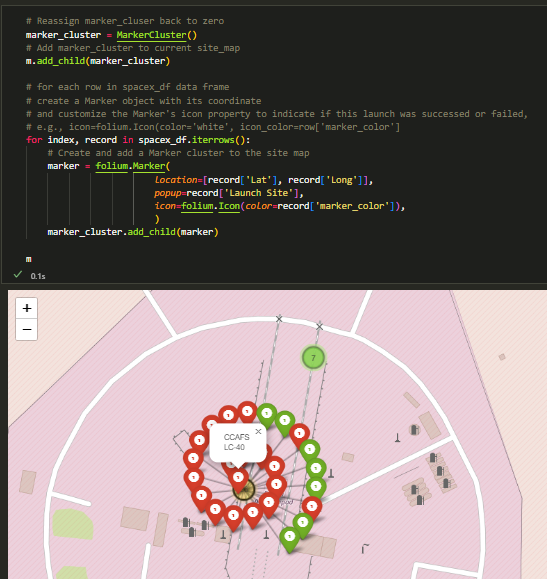 # Reassign marker_cluser back to zero
marker_cluster = MarkerCluster()
# Add marker_cluster to current site_map
m.add_child(marker_cluster)
# for each row in spacex_df data frame
# create a Marker object with its coordinate
# and customize the Marker's icon property to indicate if this launch was successed or failed,
# e.g., icon=folium.Icon(color='white', icon_color=row['marker_color']
for index, record in spacex_df.iterrows():
# Create and add a Marker cluster to the site map
marker = folium.Marker(
location=[record['Lat'], record['Long']],
popup=record['Launch Site'],
icon=folium.Icon(color=record['marker_color']),
)
marker_cluster.add_child(marker)
m
0.1s
+
−
7
CCAFS
LC-40
×